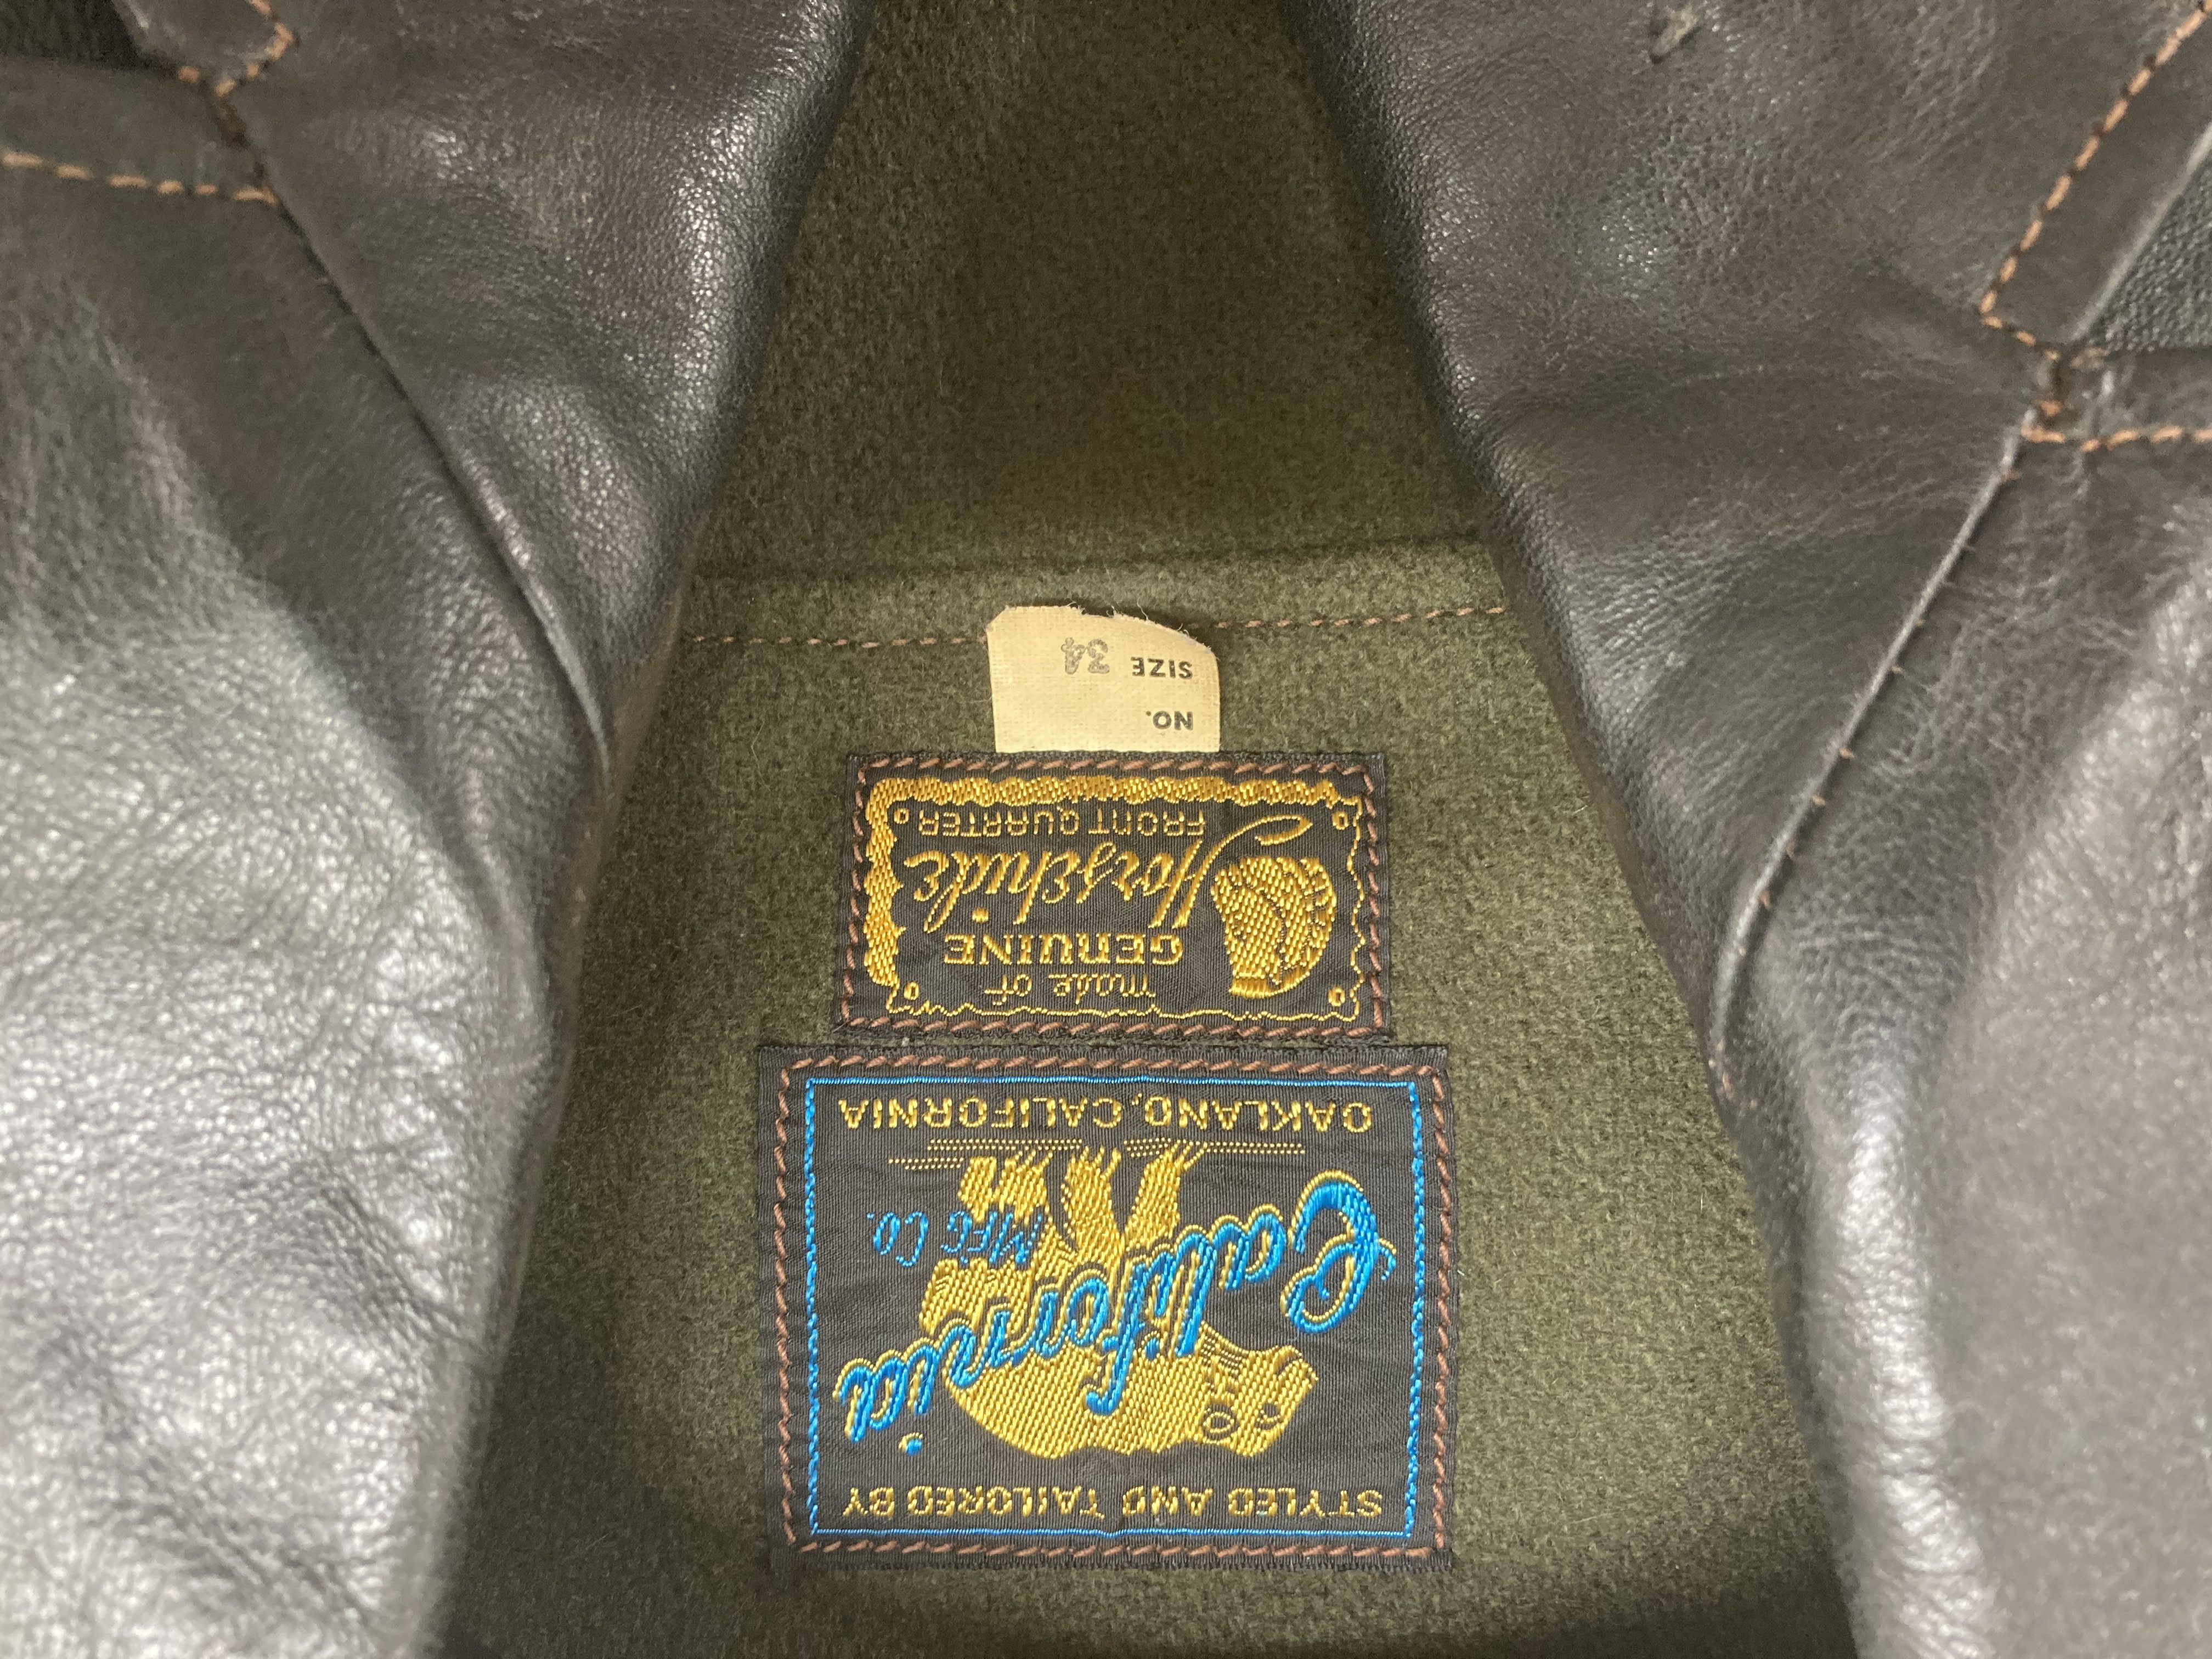 STYLED AND TAILORED BY
California
MFG CO.
OAKLAND, CALIFORNIA
made of
GENUINE
Horsehide
FRONT QUARTER
NO.
SIZE 34